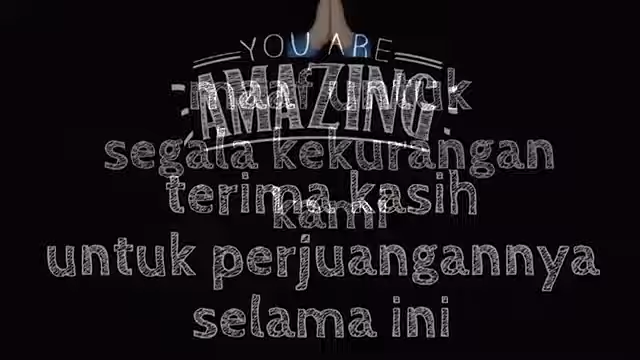 YOU ARE
AMAZING
maaf untuk
segala kekurangan
kami
terima kasih
untuk perjuangannya
selama ini